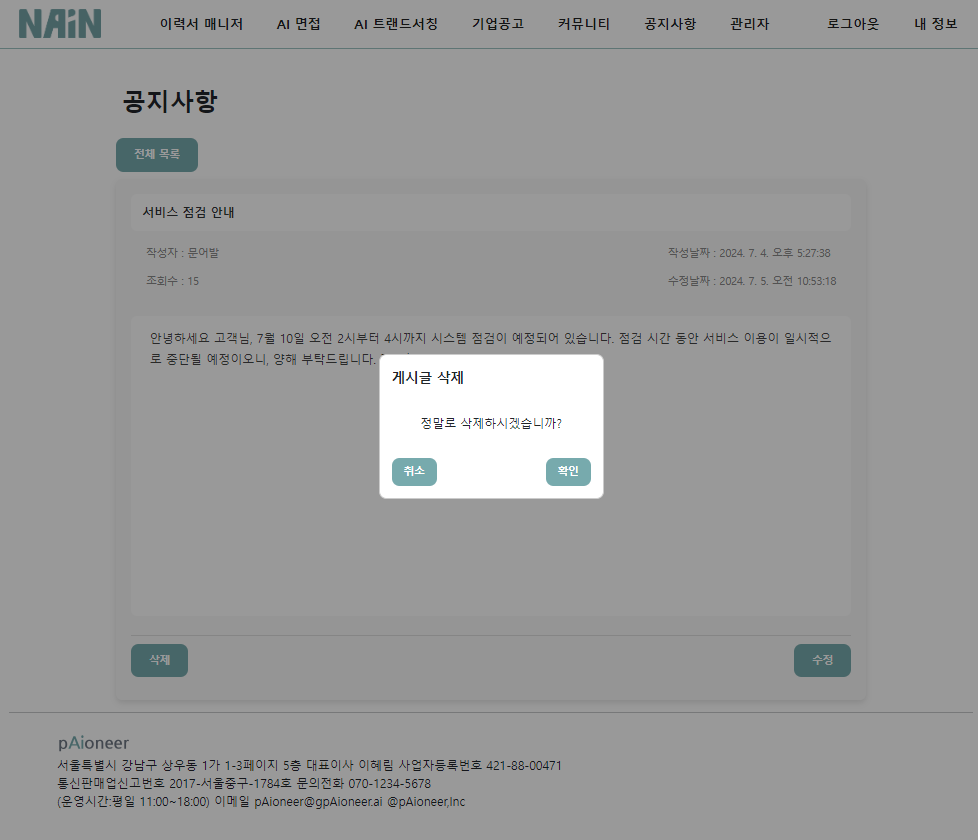 NAiN
이력서 매니저 AI 면접 AI 트랜드서칭 기업공고 커뮤니티 공지사항 관리자 로그아웃 내 정보
공지사항
전체 목록
서비스 점검 안내
작성자 : 문어발 작성날짜 : 2024. 7. 4. 오후 5:27:38
조회수 : 15 수정날짜 : 2024. 7. 5. 오전 10:53:18
안녕하세요 고객님, 7월 10일 오전 2시부터 4시까지 시스템 점검이 예정되어 있습니다. 점검 시간 동안 서비스 이용이 일시적으
로 중단될 예정이오니, 양해 부탁드립니다.
게시글 삭제
정말로 삭제하시겠습니까?
취소 확인
삭제 수정
pAioneer
서울특별시 강남구 상우동 1가 1-3페이지 5층 대표이사 이혜림 사업자등록번호 421-88-00471
통신판매업신고번호 2017-서울중구-1784호 문의전화 070-1234-5678
(운영시간:평일 11:00~18:00) 이메일 pAioneer@gpAioneer.ai @pAioneer,Inc